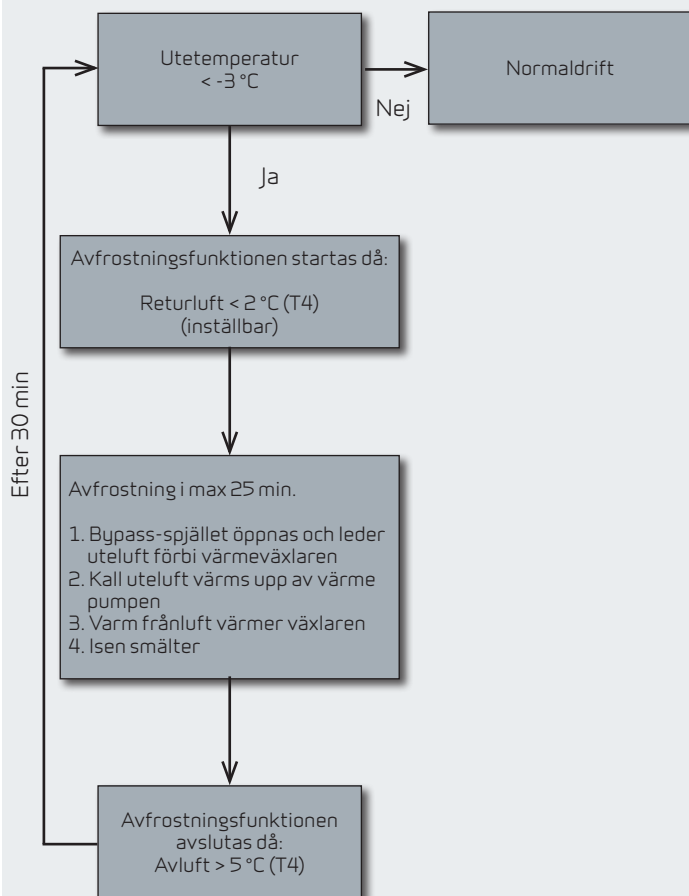 Utetemperatur
< -3 °C
Normaldrift
Nej
Ja
Avfrostningsfunktionen startas då:
Returluft < 2 °C (T4)
(inställbar)
Efter 30 min
Avfrostning i max 25 min.
1. Bypass-spjället öppnas och leder
uteluft förbi värmeväxlaren
2. Kall uteluft värms upp av värme
pumpen
3. Varm frånluft värmer växlaren
4. Isen smälter
Avfrostningsfunktionen
avslutas då:
Avluft > 5 °C (T4)